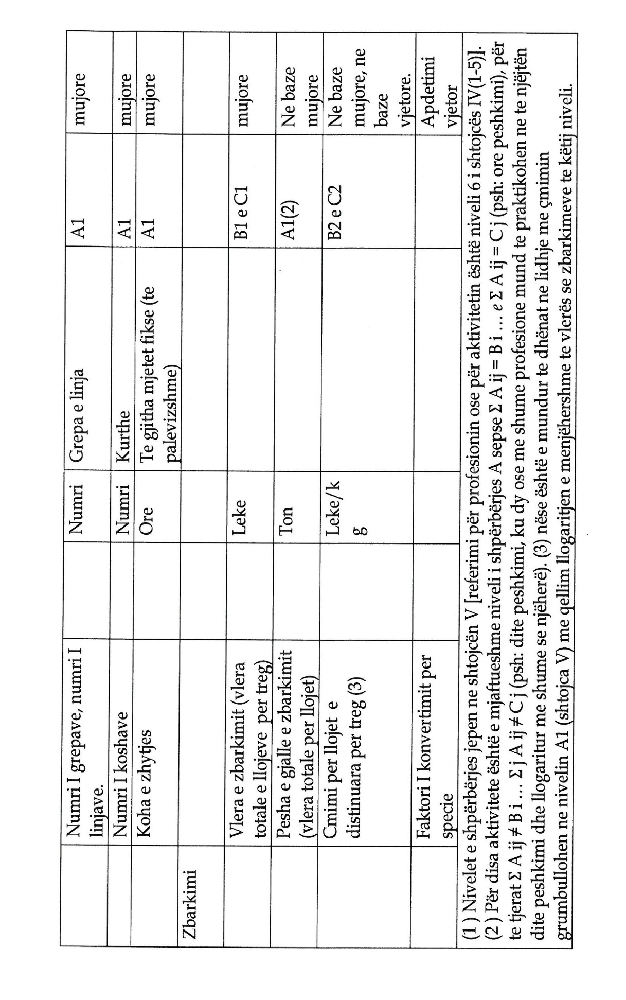 Numri I grepave, numri I Numri Grepa e linja A1 mujore
linjave.
Numri I koshave Numri Kurthe A1 mujore
Koha e zhytjes Ore Te gjitha mjetet fikse (te A1 mujore
palevizshme)
Zbarkimi
Vlera e zbarkimit (vlera Leke B1 e C1 mujore
totale e llojeve per treg)
Pesha e gjalle e zbarkimit Ton A1(2) Ne baze
(vlera totale per llojet) mujore
Cmimi per llojet e Leke/k B2 e C2 Ne baze
distinuara per treg (3) g mujore, ne
baze
vjetore.
Faktori I konvertimit per Apdetimi
specie vjetor
(1 ) Nivelet e shpërbërjes jepen ne shtojcën V [referimi për profesionin ose për aktivitetin është niveli 6 i shtojcës IV(1-5)].
(2 ) Për disa aktivitete është e mjaftueshme niveli i shpërbërjes A sepse Σ A ij = B i … e Σ A ij = C j (psh: ore peshkimi), për
te tjerat Σ A ij ≠ B i … Σ j A ij ≠ C j (psh: dite peshkimi, ku dy ose me shume profesione mund te praktikohen ne te njëjtën
dite peshkimi dhe llogaritur me shume se njëherë). (3) nëse është e mundur te dhënat ne lidhje me çmimin
grumbullohen ne nivelin A1 (shtojca V) me qellim llogaritjen e menjëhershme te vlerës se zbarkimeve te këtij niveli.